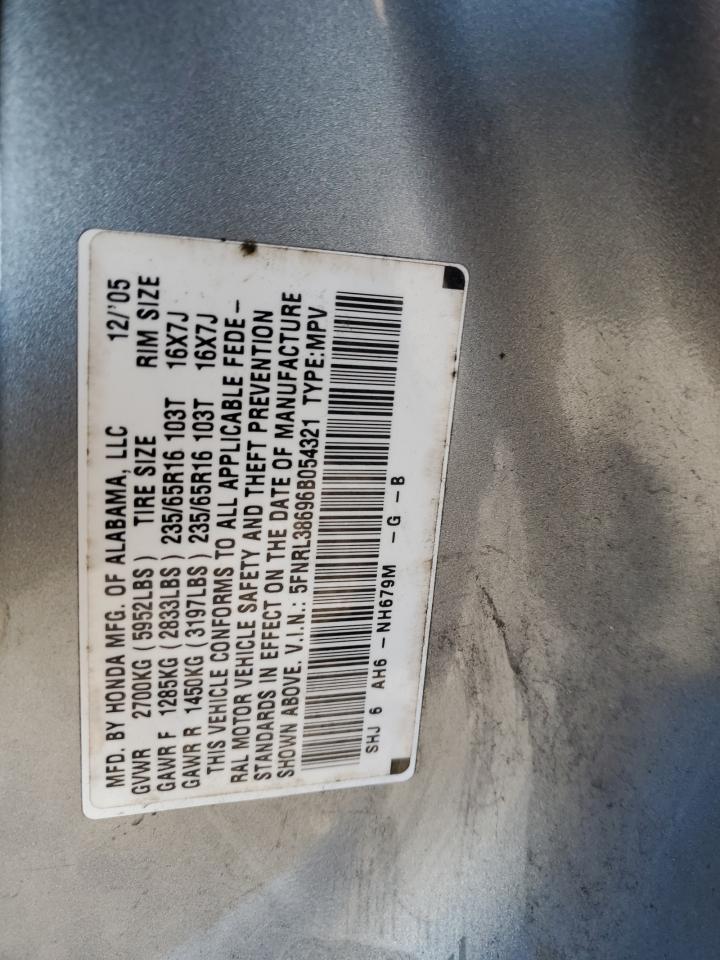 MFD. BY HONDA MFG. OF ALABAMA, LLC 12/'05
GVWR 2700KG ( 5952LBS ) TIRE SIZE RIM SIZE
GAWR F 1285KG ( 2833LBS ) 235/65R16 103T 16X7J
GAWR R 1450KG ( 3197LBS ) 235/65R16 103T 16X7J
THIS VEHICLE CONFORMS TO ALL APPLICABLE FEDE-
RAL MOTOR VEHICLE SAFETY AND THEFT PREVENTION
STANDARDS IN EFFECT ON THE DATE OF MANUFACTURE
SHOWN ABOVE. V.I.N.: 5FNRL38696B054321 TYPE:MPV
SHJ 6 AH6 - NH679M - G - B